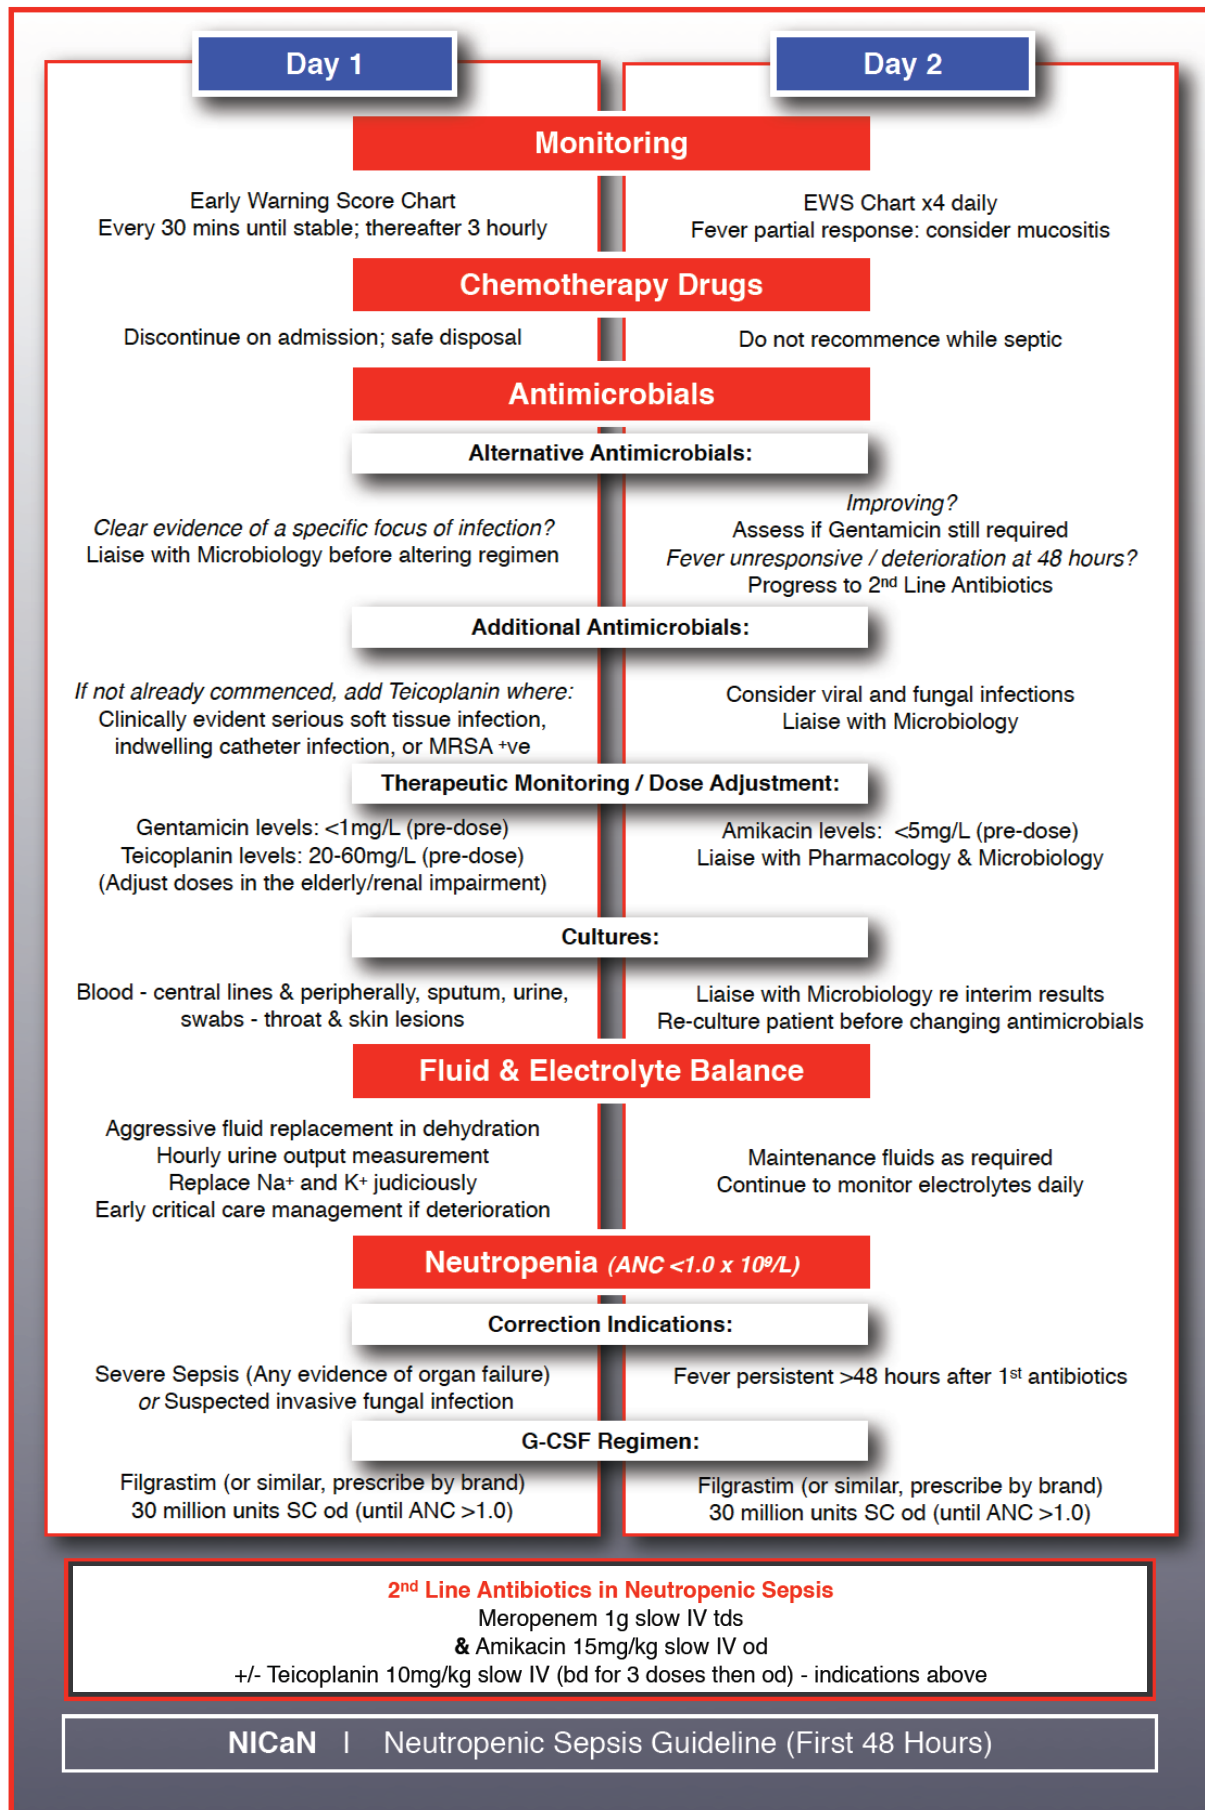 Day 1
Day 2
Monitoring
Early Warning Score Chart
Every 30 mins until stable; thereafter 3 hourly
EWS Chart x4 daily
Fever partial response: consider mucositis
Chemotherapy Drugs
Discontinue on admission; safe disposal
Do not recommence while septic
Antimicrobials
Alternative Antimicrobials:
Clear evidence of a specific focus of infection?
Liaise with Microbiology before altering regimen
Improving?
Assess if Gentamicin still required
Fever unresponsive / deterioration at 48 hours?
Progress to 2nd Line Antibiotics
Additional Antimicrobials:
If not already commenced, add Teicoplanin where:
Clinically evident serious soft tissue infection,
indwelling catheter infection, or MRSA +ve
Consider viral and fungal infections
Liaise with Microbiology
Therapeutic Monitoring / Dose Adjustment:
Gentamicin levels: <1mg/L (pre-dose)
Teicoplanin levels: 20-60mg/L (pre-dose)
(Adjust doses in the elderly/renal impairment)
Amikacin levels: <5mg/L (pre-dose)
Liaise with Pharmacology & Microbiology
Cultures:
Blood - central lines & peripherally, sputum, urine,
swabs - throat & skin lesions
Liaise with Microbiology re interim results
Re-culture patient before changing antimicrobials
Fluid & Electrolyte Balance
Aggressive fluid replacement in dehydration
Hourly urine output measurement
Replace Na+ and K+ judiciously
Early critical care management if deterioration
Maintenance fluids as required
Continue to monitor electrolytes daily
Neutropenia (ANC <1.0 x 10⁹/L)
Correction Indications:
Severe Sepsis (Any evidence of organ failure)
or Suspected invasive fungal infection
Fever persistent >48 hours after 1st antibiotics
G-CSF Regimen:
Filgrastim (or similar, prescribe by brand)
30 million units SC od (until ANC >1.0)
Filgrastim (or similar, prescribe by brand)
30 million units SC od (until ANC >1.0)
2nd Line Antibiotics in Neutropenic Sepsis
Meropenem 1g slow IV tds
& Amikacin 15mg/kg slow IV od
+/- Teicoplanin 10mg/kg slow IV (bd for 3 doses then od) - indications above
NICaN | Neutropenic Sepsis Guideline (First 48 Hours)